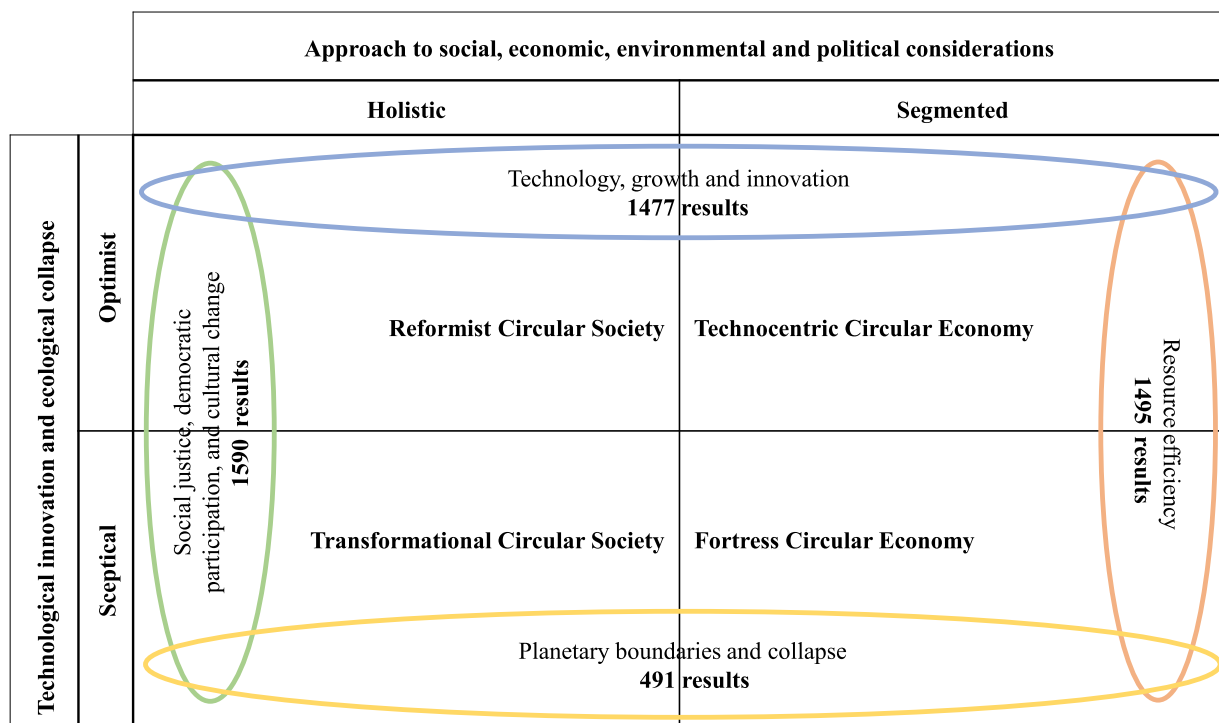 Approach to social, economic, environmental and political considerations
Holistic
Segmented
Technological innovation and ecological collapse
Optimist
Sceptical
Technology, growth and innovation
1477 results
Social justice, democratic
participation, and cultural change
1590 results
Reformist Circular Society
Technocentric Circular Economy
Resource efficiency
1495 results
Transformational Circular Society
Fortress Circular Economy
Planetary boundaries and collapse
491 results